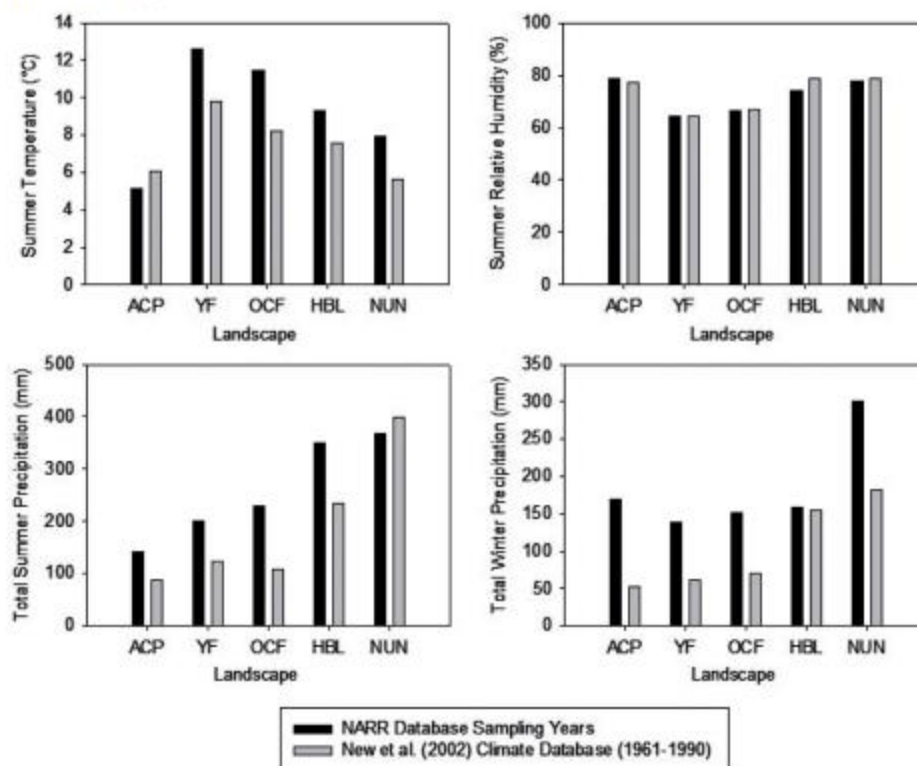 Summer Temperature (°C)
14
12
10
8
6
4
2
0
ACP YF OCF HBL NUN
Landscape
Summer Relative Humidity (%)
100
80
60
40
20
0
ACP YF OCF HBL NUN
Landscape
Total Summer Precipitation (mm)
500
400
300
200
100
0
ACP YF OCF HBL NUN
Landscape
Total Winter Precipitation (mm)
350
300
250
200
150
100
50
0
ACP YF OCF HBL NUN
Landscape
NARR Database Sampling Years
New et al. (2002) Climate Database (1961-1990)